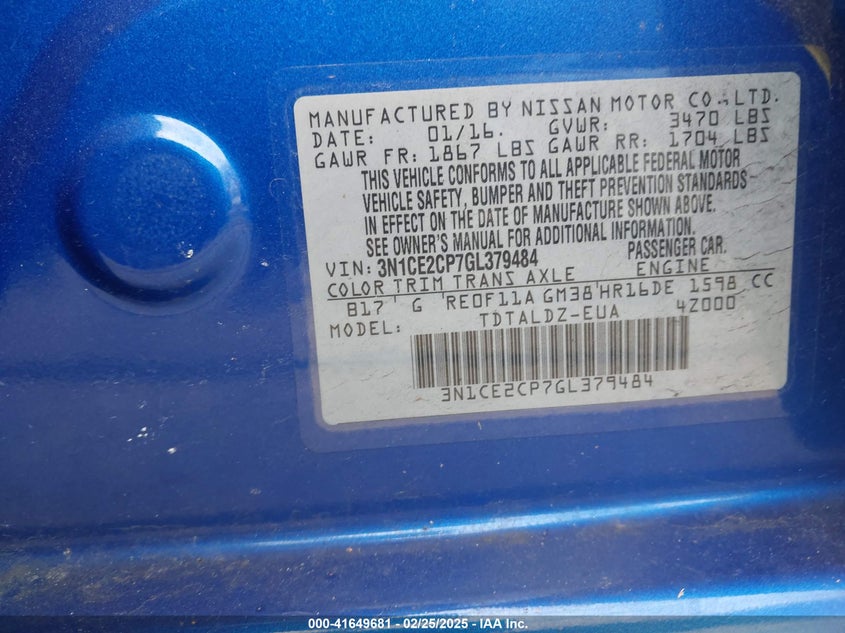 MANUFACTURED BY NISSAN MOTOR CO., LTD.
DATE: 01/16. GVWR: 3470 LBS
GAWR FR: 1867 LBS GAWR RR: 1704 LBS
THIS VEHICLE CONFORMS TO ALL APPLICABLE FEDERAL MOTOR
VEHICLE SAFETY, BUMPER AND THEFT PREVENTION STANDARDS
IN EFFECT ON THE DATE OF MANUFACTURE SHOWN ABOVE.
SEE OWNER'S MANUAL FOR ADDITIONAL INFORMATION.
VIN: 3N1CE2CP7GL379484 PASSENGER CAR.
COLOR TRIM TRANS AXLE ENGINE
B17 G RE0F11A GM38 HR16DE 1598 CC
MODEL: TDTALDZ-EUA 4Z000
3N1CE2CP7GL379484
000-41649681 - 02/25/2025 - IAA Inc.